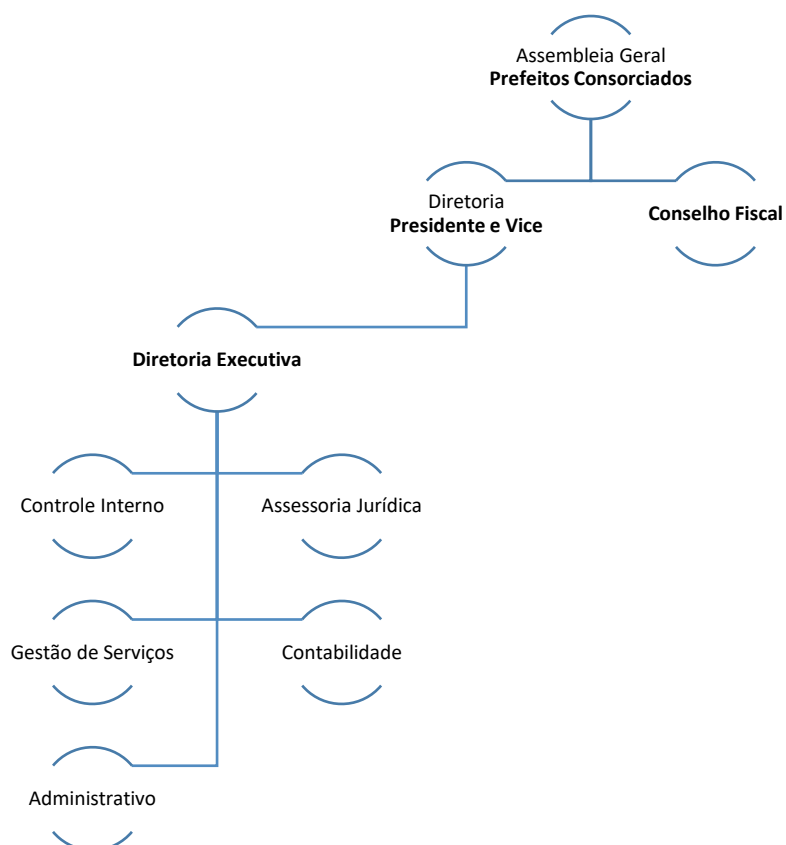 Assembleia Geral
Prefeitos Consorciados
Diretoria
Presidente e Vice
Conselho Fiscal
Diretoria Executiva
Controle Interno
Assessoria Jurídica
Gestão de Serviços
Contabilidade
Administrativo